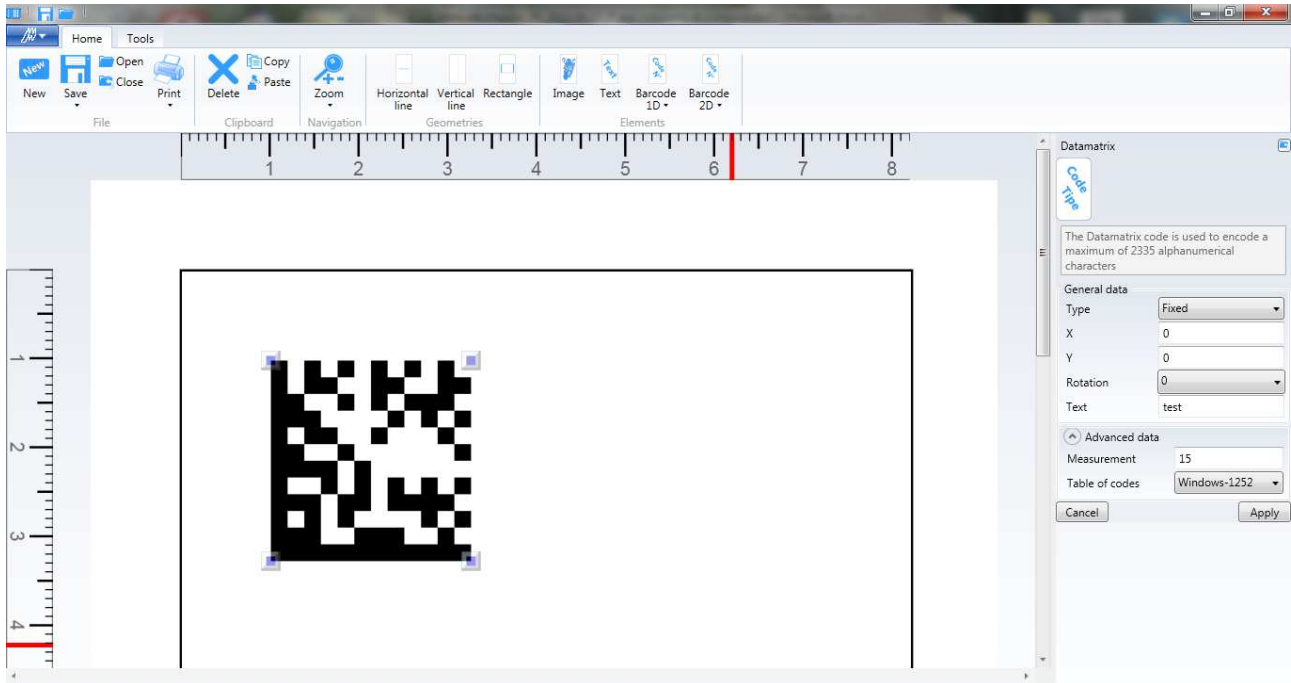 Home Tools
New Save Open Close Print Delete Copy Paste Zoom Horizontal line Vertical line Rectangle Image Text Barcode 1D Barcode 2D
File Clipboard Navigation Geometries Elements
1 2 3 4 5 6 7 8
1
2
3
4
Datamatrix
Code
Tipe
The Datamatrix code is used to encode a
maximum of 2335 alphanumerical
characters
General data
Type Fixed
X 0
Y 0
Rotation 0
Text test
Advanced data
Measurement 15
Table of codes Windows-1252
Cancel Apply